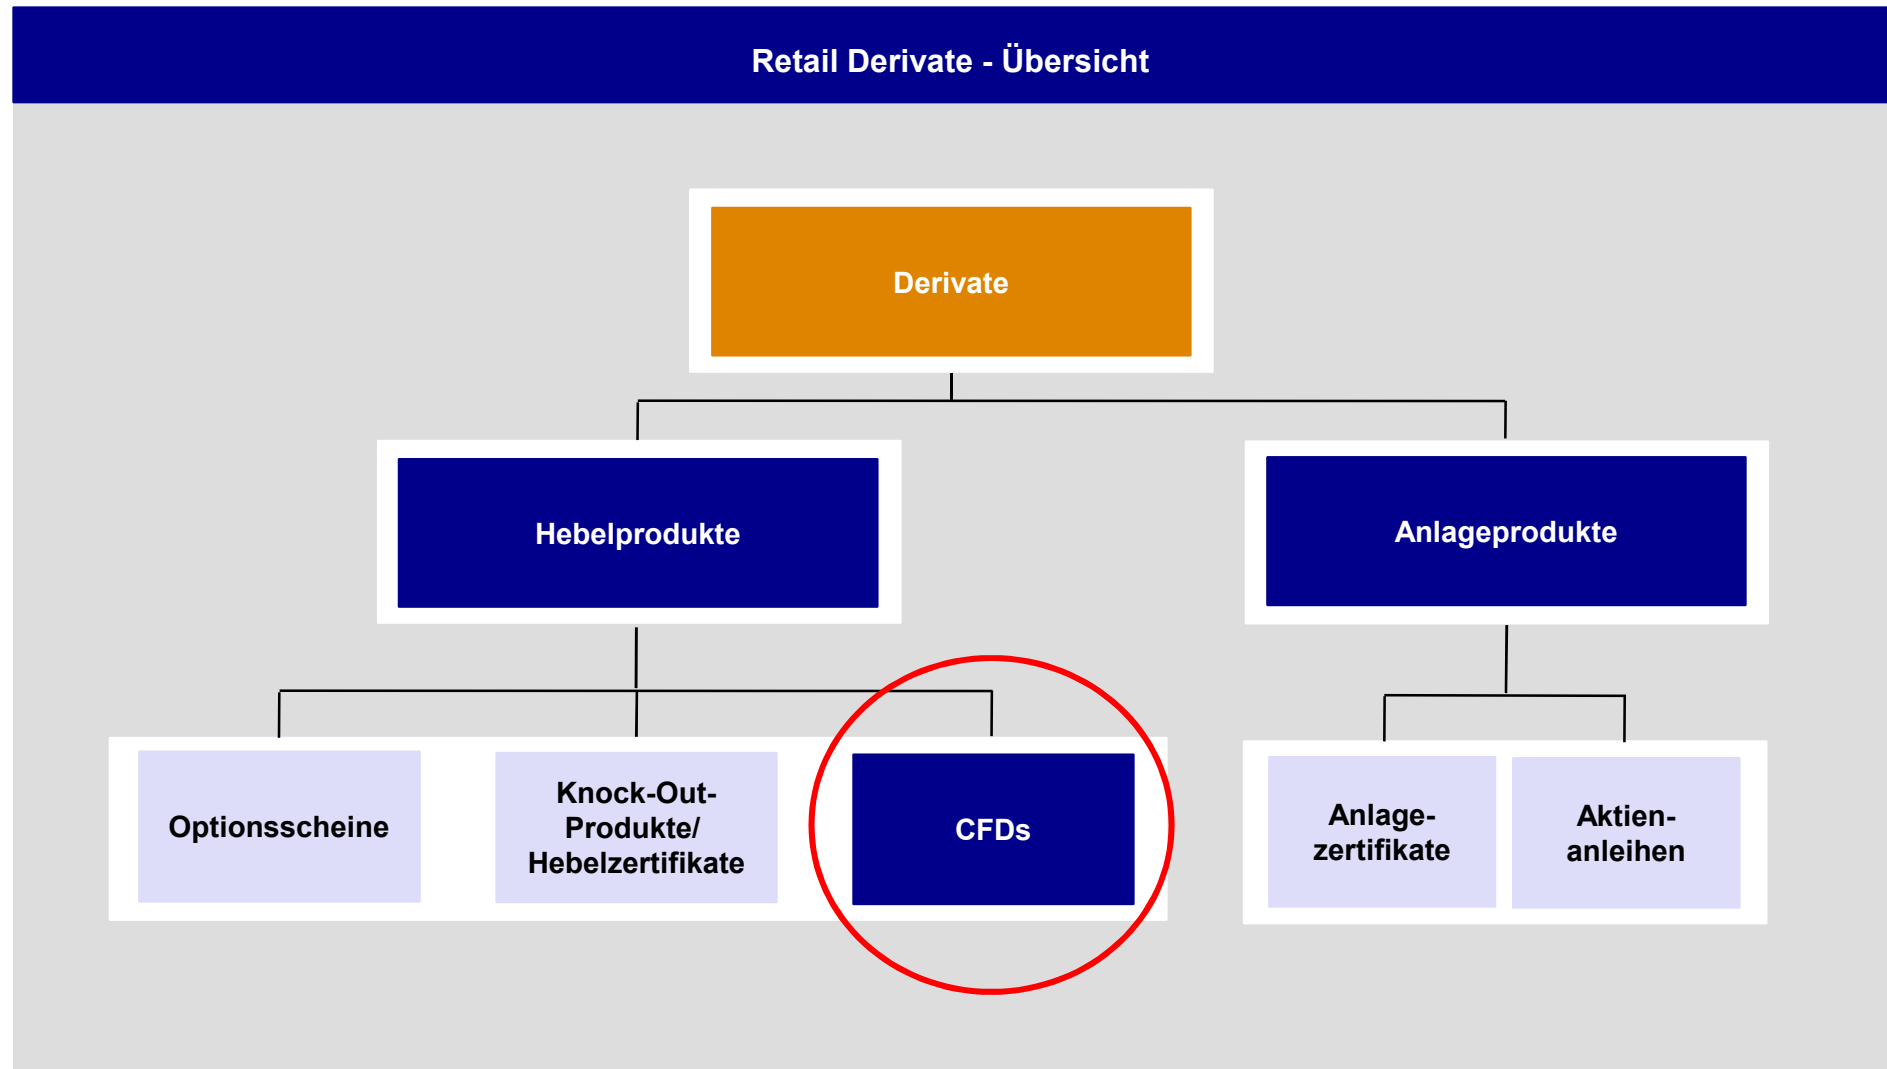 Retail Derivate - Übersicht
Derivate
Hebelprodukte
Anlageprodukte
Optionsscheine
Knock-Out-
Produkte/
Hebelzertifikate
CFDs
Anlage-
zertifikate
Aktien-
anleihen